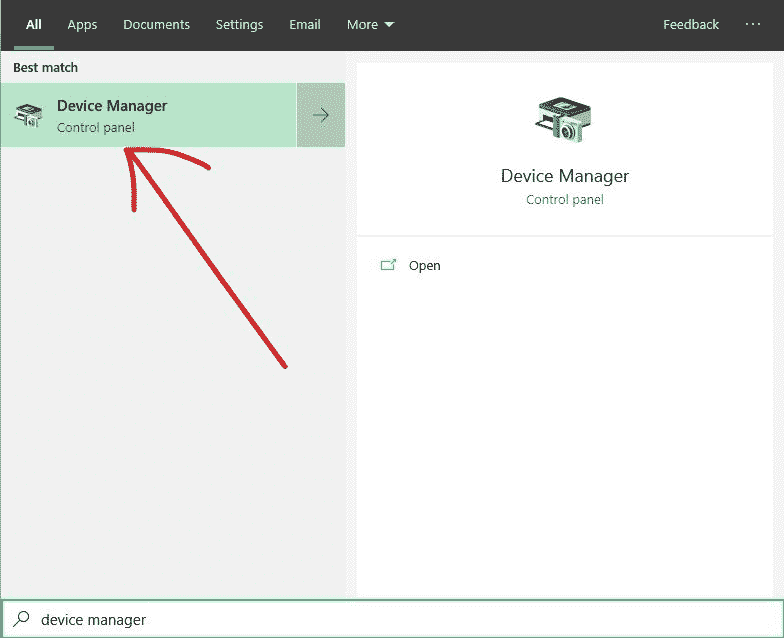 All Apps Documents Settings Email More Feedback ...
Best match
Device Manager
Control panel
Device Manager
Control panel
Open
device manager